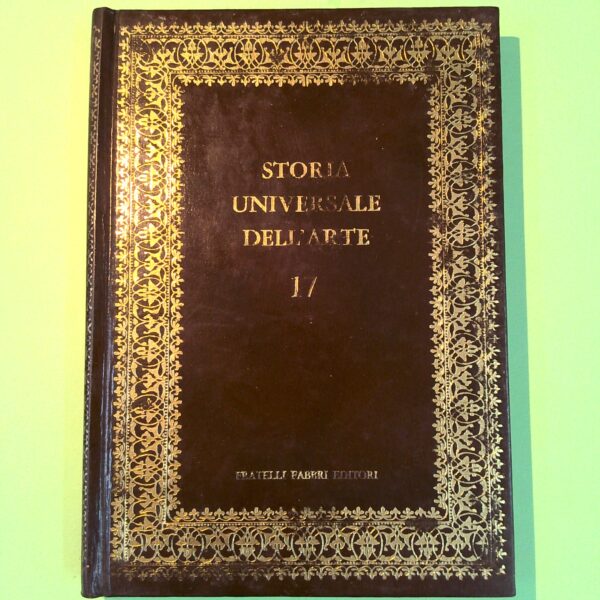 STORIA
UNIVERSALE
DELL'ARTE
17
FRATELLI FABBRI EDITORI